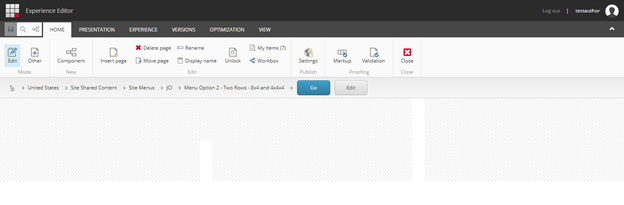 Experience Editor
Log out | testauthor
HOME PRESENTATION EXPERIENCE VERSIONS OPTIMIZATION VIEW
Delete page Rename My items (7)
Edit Other Component Insert page Move page Display name Unlock Workbox Settings Markup Validation Close
Mode New Edit Publish Proofing Close
United States Site Shared Content Site Menus JCI Menu Option 2 - Two Rows - 8x4 and 4x4x4 Go Edit